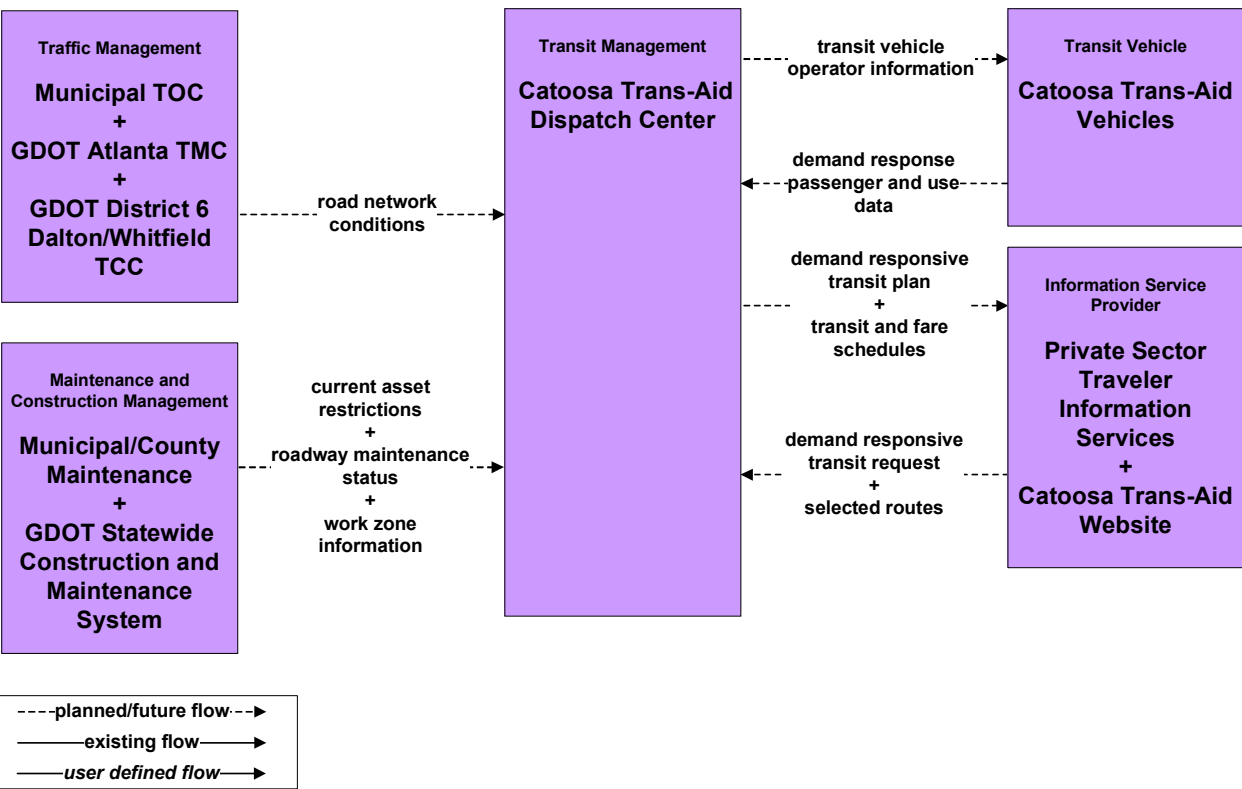 Traffic Management
Municipal TOC
+
GDOT Atlanta TMC
+
GDOT District 6
Dalton/Whitfield
TCC
road network
conditions
Maintenance and
Construction Management
Municipal/County
Maintenance
+
GDOT Statewide
Construction and
Maintenance
System
current asset
restrictions
+
roadway maintenance
status
+
work zone
information
Transit Management
Catoosa Trans-Aid
Dispatch Center
transit vehicle
operator information
demand response
passenger and use
data
Transit Vehicle
Catoosa Trans-Aid
Vehicles
demand responsive
transit plan
+
transit and fare
schedules
demand responsive
transit request
+
selected routes
Information Service
Provider
Private Sector
Traveler
Information
Services
+
Catoosa Trans-Aid
Website
planned/future flow
existing flow
user defined flow